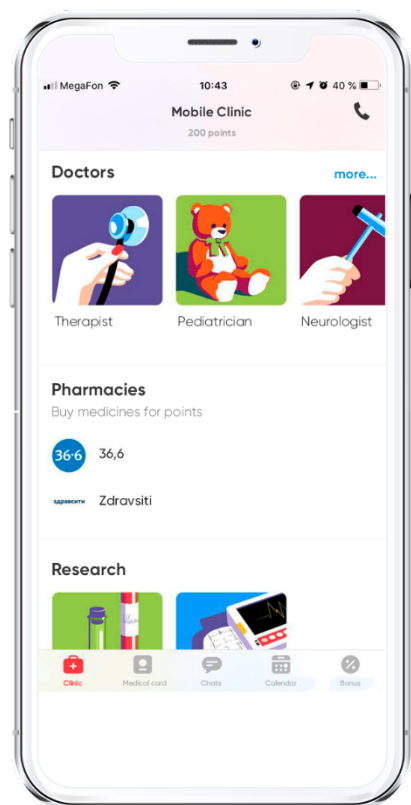 MegaFon 10:43 40 %
Mobile Clinic
200 points
Doctors more...
Therapist Pediatrician Neurologist
Pharmacies
Buy medicines for points
36·6 36,6
здравсити Zdravsiti
Research
Clinic Medical card Chats Calendar Bonus